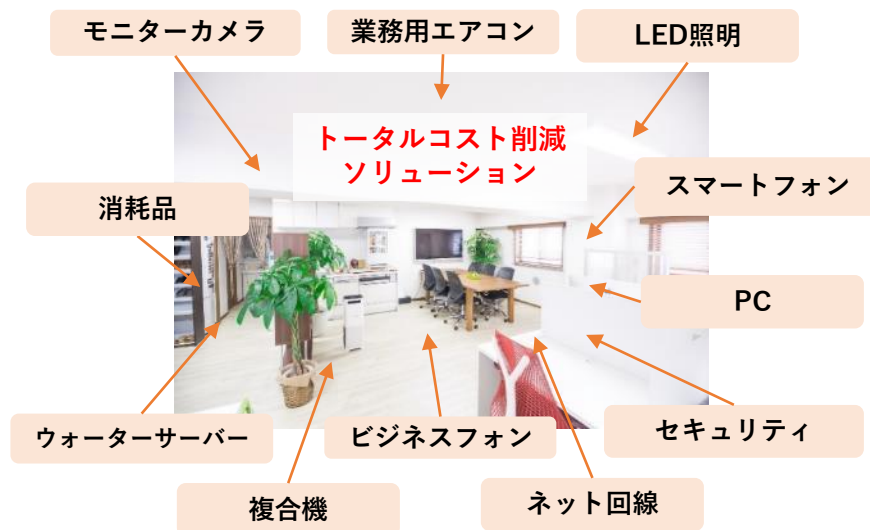 モニターカメラ
業務用エアコン
LED照明
トータルコスト削減
ソリューション
スマートフォン
消耗品
PC
ウォーターサーバー
ビジネスフォン
セキュリティ
複合機
ネット回線